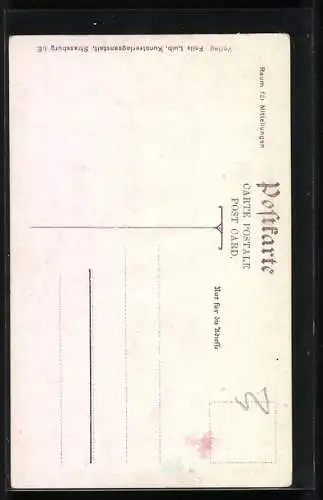 Postkarte
CARTE POSTALE
POST CARD.
Raum für Mitteilungen
Nur für die Adresse
Verlag Felix Luib, Kunstverlagsanstalt, Strassburg i/E